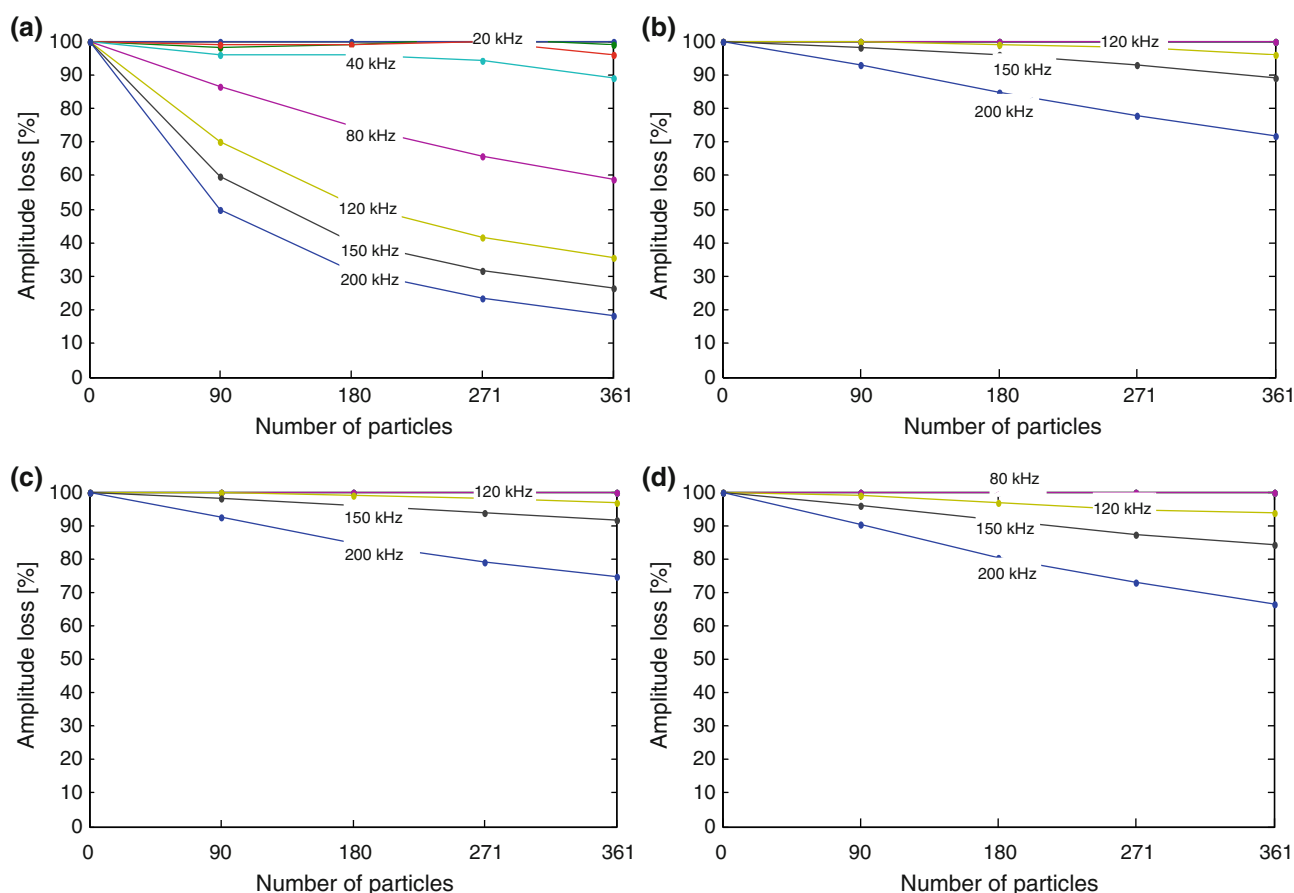 (a)
100
90
80
70
60
50
40
30
20
10
0
Amplitude loss [%]
20 kHz
40 kHz
80 kHz
120 kHz
150 kHz
200 kHz
0 90 180 271 361
Number of particles
(b)
100
90
80
70
60
50
40
30
20
10
0
Amplitude loss [%]
120 kHz
150 kHz
200 kHz
0 90 180 271 361
Number of particles
(c)
100
90
80
70
60
50
40
30
20
10
0
Amplitude loss [%]
120 kHz
150 kHz
200 kHz
0 90 180 271 361
Number of particles
(d)
100
90
80
70
60
50
40
30
20
10
0
Amplitude loss [%]
80 kHz
120 kHz
150 kHz
200 kHz
0 90 180 271 361
Number of particles